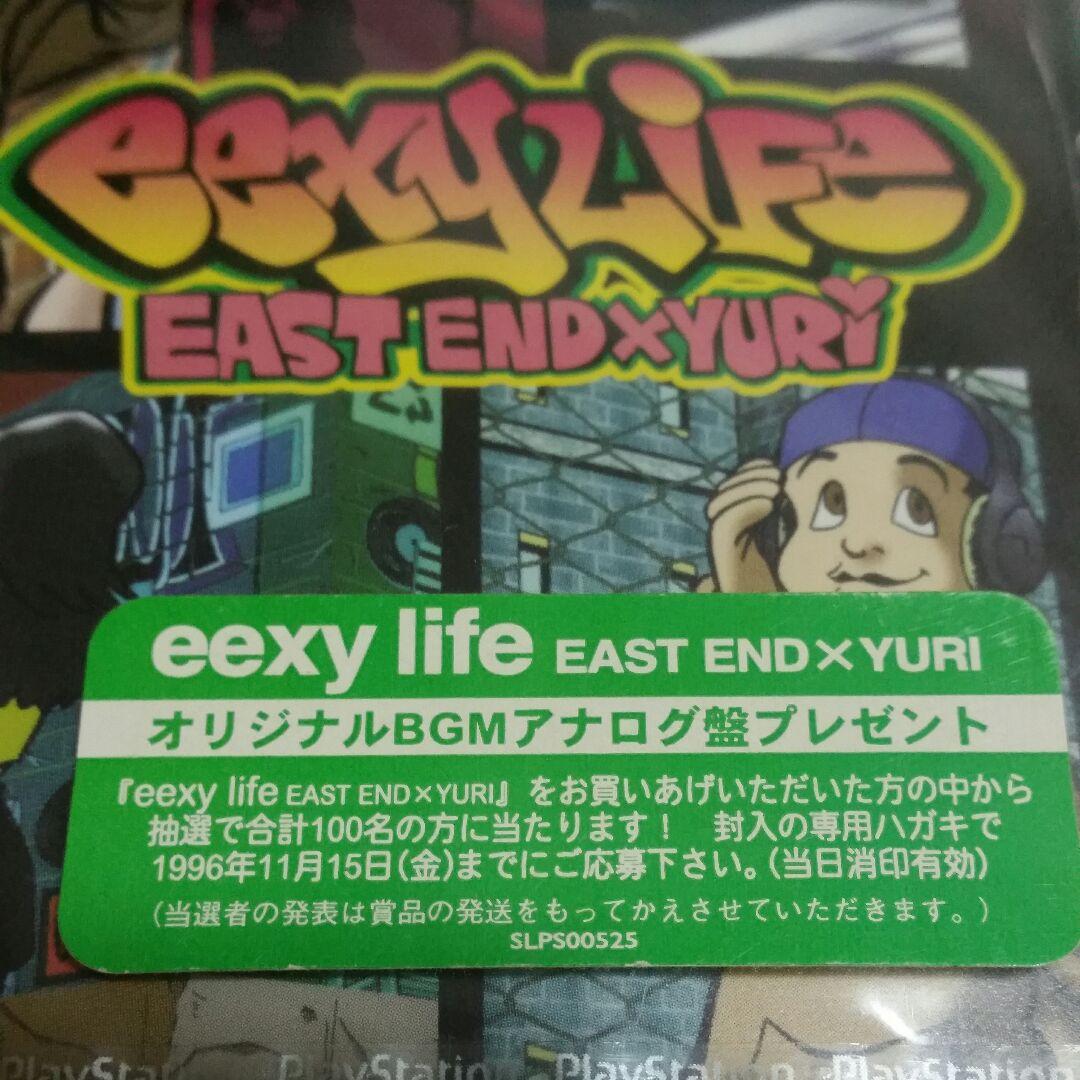 eexy LiFe
EAST END×YURi
eexy life EAST END×YURI
オリジナルBGMアナログ盤プレゼント
『eexy life EAST END×YURI』をお買いあげいただいた方の中から
抽選で合計100名の方に当たります！　封入の専用ハガキで
1996年11月15日(金)までにご応募下さい。(当日消印有効)
(当選者の発表は賞品の発送をもってかえさせていただきます。)
SLPS00525
PlayStation PlayStation PlayStation PlayStation